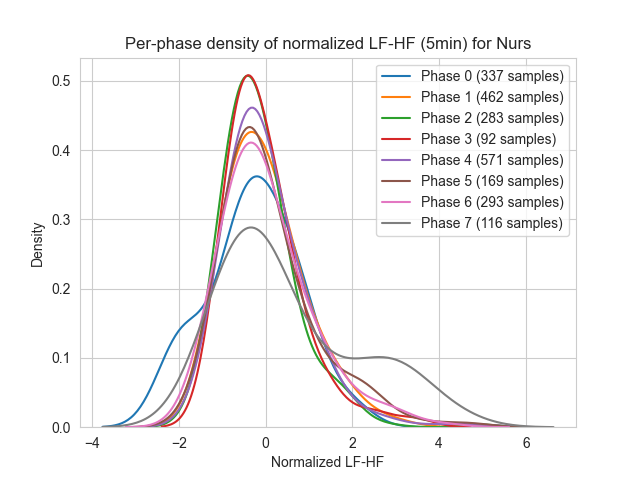 Per-phase density of normalized LF-HF (5min) for Nurs
Density
0.5
0.4
0.3
0.2
0.1
0.0
Phase 0 (337 samples)
Phase 1 (462 samples)
Phase 2 (283 samples)
Phase 3 (92 samples)
Phase 4 (571 samples)
Phase 5 (169 samples)
Phase 6 (293 samples)
Phase 7 (116 samples)
−4 −2 0 2 4 6
Normalized LF-HF